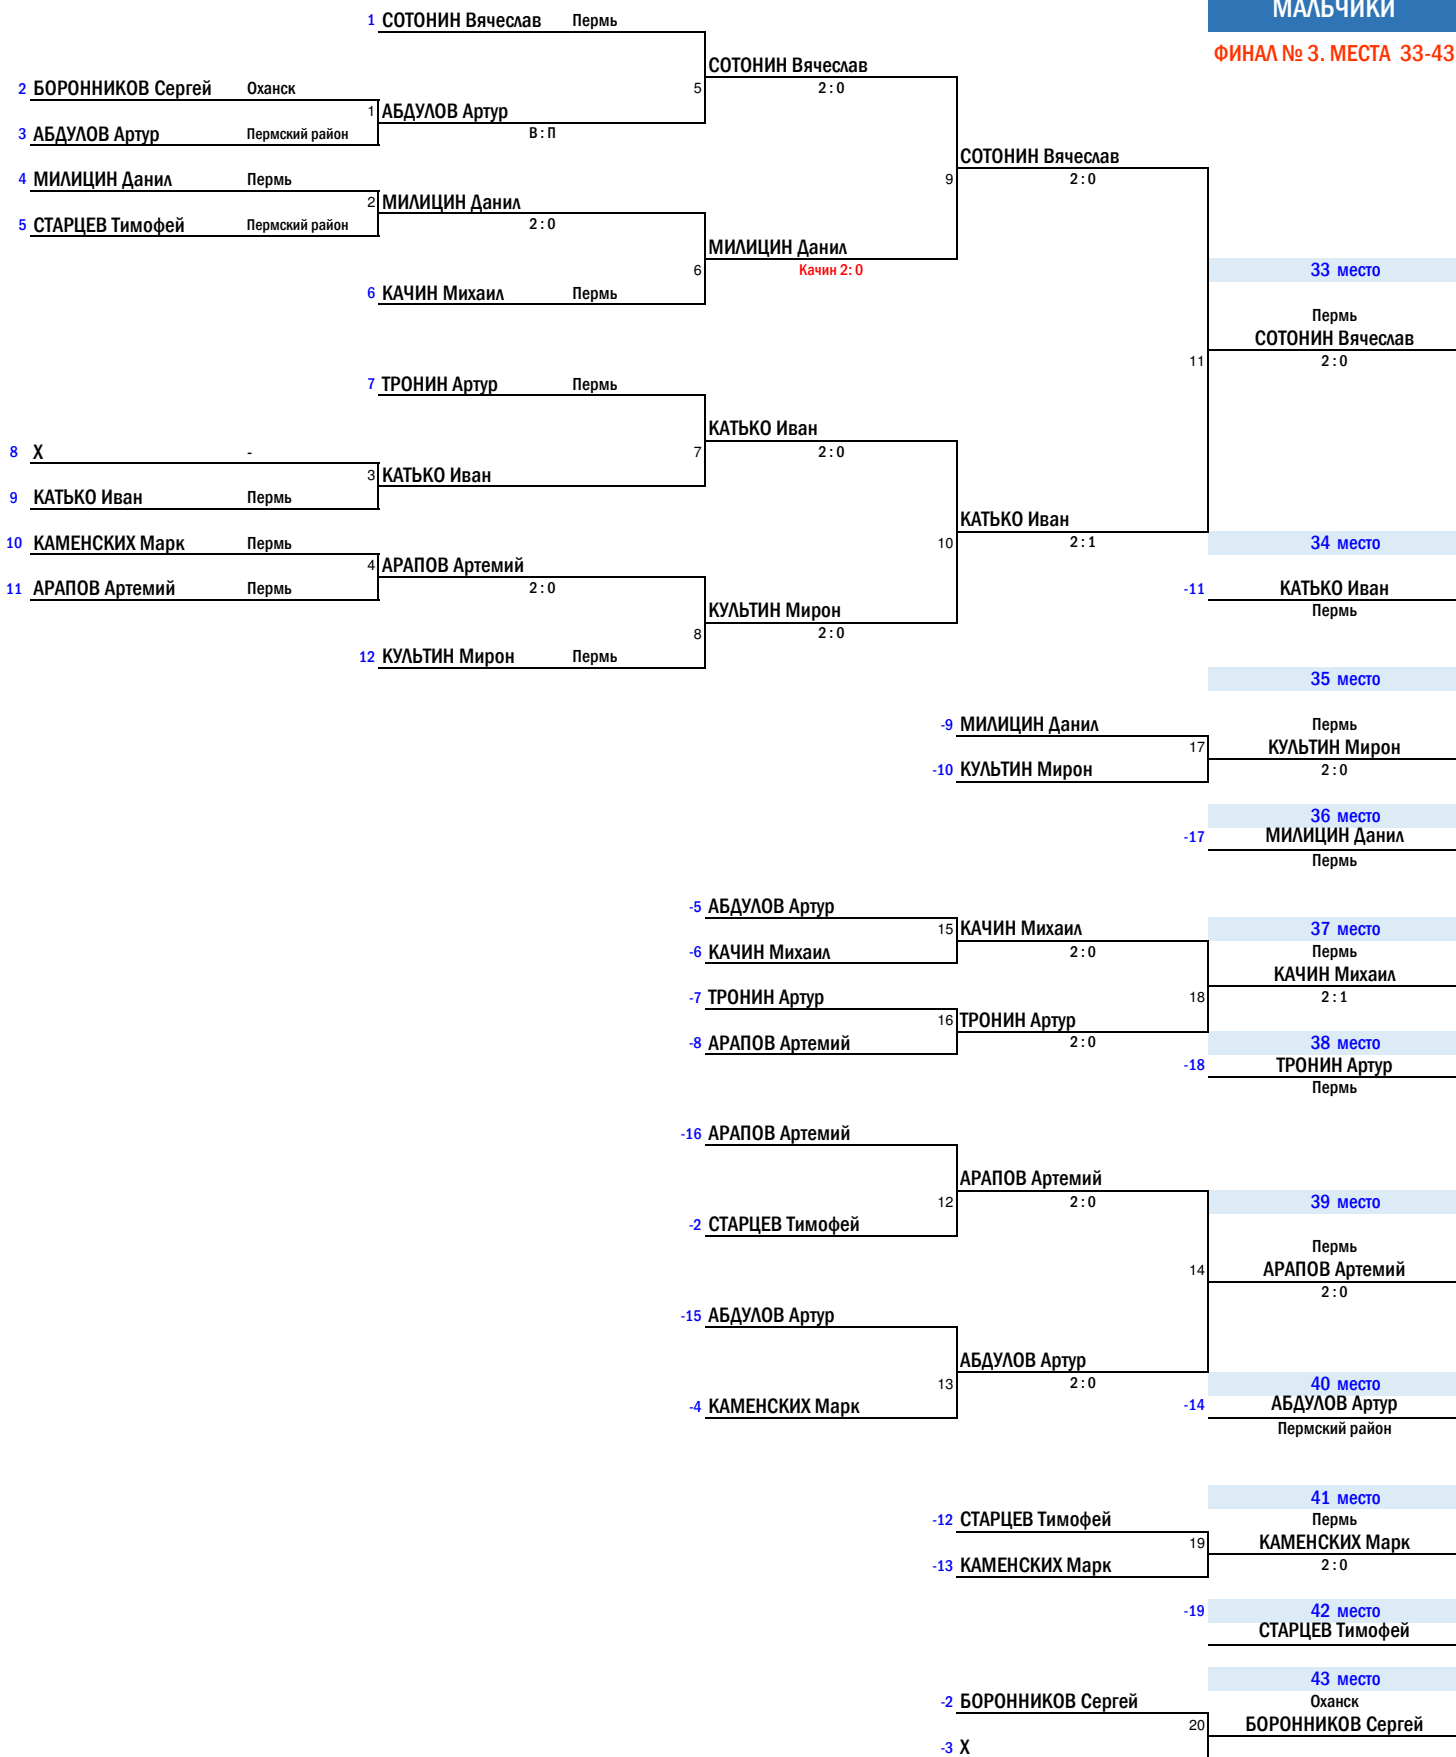 МАЛЬЧИКИ
1 СОТОНИН Вячеслав Пермь
ФИНАЛ № 3. МЕСТА 33-43
СОТОНИН Вячеслав
2 БОРОННИКОВ Сергей Оханск
5 2 : 0
1 АБДУЛОВ Артур
3 АБДУЛОВ Артур Пермский район
В : П
СОТОНИН Вячеслав
4 МИЛИЦИН Данил Пермь
9 2 : 0
2 МИЛИЦИН Данил
5 СТАРЦЕВ Тимофей Пермский район
2 : 0
МИЛИЦИН Данил
6 Качин 2: 0
33 место
6 КАЧИН Михаил Пермь
Пермь
СОТОНИН Вячеслав
11 2 : 0
7 ТРОНИН Артур Пермь
КАТЬКО Иван
8 X -
7 2 : 0
3 КАТЬКО Иван
9 КАТЬКО Иван Пермь
КАТЬКО Иван
10 КАМЕНСКИХ Марк Пермь
10 2 : 1
34 место
4 АРАПОВ Артемий
11 АРАПОВ Артемий Пермь
2 : 0
-11 КАТЬКО Иван
КУЛЬТИН Мирон
Пермь
8 2 : 0
12 КУЛЬТИН Мирон Пермь
35 место
-9 МИЛИЦИН Данил
Пермь
17 КУЛЬТИН Мирон
-10 КУЛЬТИН Мирон
2 : 0
36 место
-17 МИЛИЦИН Данил
Пермь
-5 АБДУЛОВ Артур
15 КАЧИН Михаил
37 место
-6 КАЧИН Михаил
2 : 0
Пермь
КАЧИН Михаил
-7 ТРОНИН Артур
18 2 : 1
16 ТРОНИН Артур
-8 АРАПОВ Артемий
2 : 0
38 место
-18 ТРОНИН Артур
Пермь
-16 АРАПОВ Артемий
АРАПОВ Артемий
12 2 : 0
39 место
-2 СТАРЦЕВ Тимофей
Пермь
14 АРАПОВ Артемий
2 : 0
-15 АБДУЛОВ Артур
АБДУЛОВ Артур
13 2 : 0
40 место
-4 КАМЕНСКИХ Марк
-14 АБДУЛОВ Артур
Пермский район
41 место
-12 СТАРЦЕВ Тимофей
Пермь
19 КАМЕНСКИХ Марк
-13 КАМЕНСКИХ Марк
2 : 0
-19 42 место
СТАРЦЕВ Тимофей
43 место
-2 БОРОННИКОВ Сергей
Оханск
20 БОРОННИКОВ Сергей
-3 X